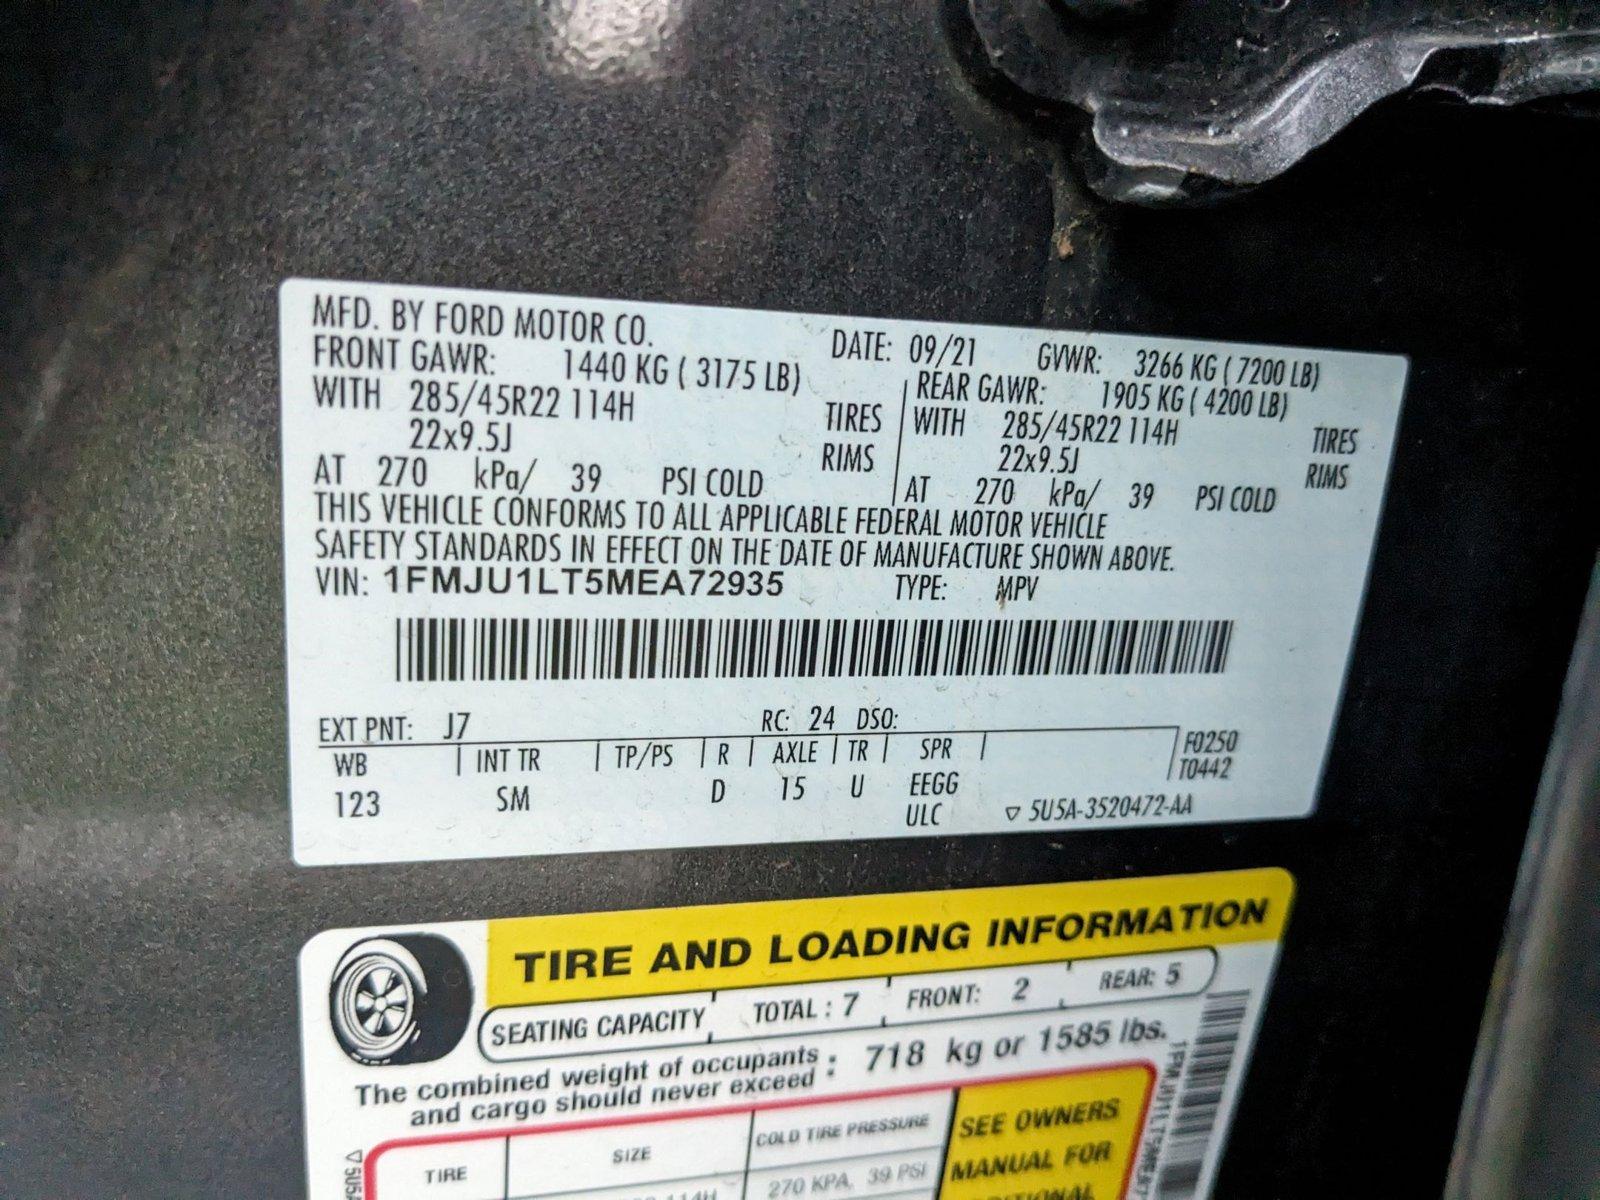 MFD. BY FORD MOTOR CO. DATE: 09/21 GVWR: 3266 KG ( 7200 LB)
FRONT GAWR: 1440 KG ( 3175 LB) REAR GAWR: 1905 KG ( 4200 LB)
WITH 285/45R22 114H TIRES WITH 285/45R22 114H TIRES
22x9.5J RIMS 22x9.5J RIMS
AT 270 kPa/ 39 PSI COLD AT 270 kPa/ 39 PSI COLD
THIS VEHICLE CONFORMS TO ALL APPLICABLE FEDERAL MOTOR VEHICLE
SAFETY STANDARDS IN EFFECT ON THE DATE OF MANUFACTURE SHOWN ABOVE.
VIN: 1FMJU1LT5MEA72935 TYPE: MPV
EXT PNT: J7 RC: 24 DSO:
WB INT TR TP/PS R AXLE TR SPR F0250
T0442
123 SM D 15 U EEGG
ULC ▽ 5U5A-3520472-AA
TIRE AND LOADING INFORMATION
SEATING CAPACITY TOTAL : 7 FRONT: 2 REAR: 5
The combined weight of occupants and cargo should never exceed : 718 kg or 1585 lbs.
TIRE SIZE COLD TIRE PRESSURE SEE OWNERS
MANUAL FOR
114H 270 KPA, 39 PSI